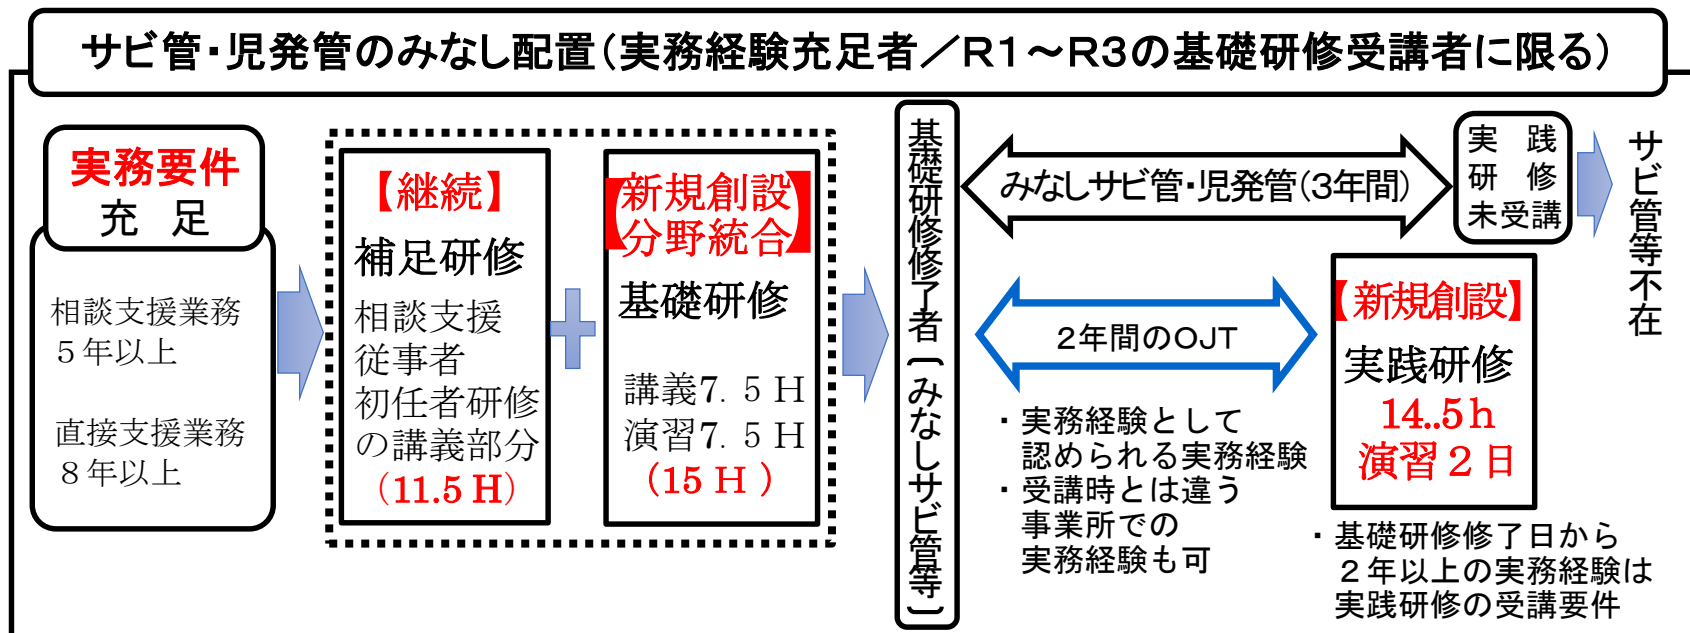 サビ管・児発管のみなし配置（実務経験充足者／R1～R3の基礎研修受講者に限る）
実務要件
充　足
相談支援業務
５年以上
直接支援業務
８年以上
【継続】
補足研修
相談支援
従事者
初任者研修
の講義部分
（11.5 H）
【新規創設
分野統合】
基礎研修
講義7．5 H
演習7．5 H
(15 H ）
基礎研修修了者〔みなしサビ管等〕
みなしサビ管・児発管(3年間)
実　践
研　修
未受講
サビ管等不在
2年間のOJT
・実務経験として
認められる実務経験
・受講時とは違う
事業所での
実務経験も可
【新規創設】
実践研修
14..5ｈ
演習２日
・基礎研修修了日から
２年以上の実務経験は
実践研修の受講要件